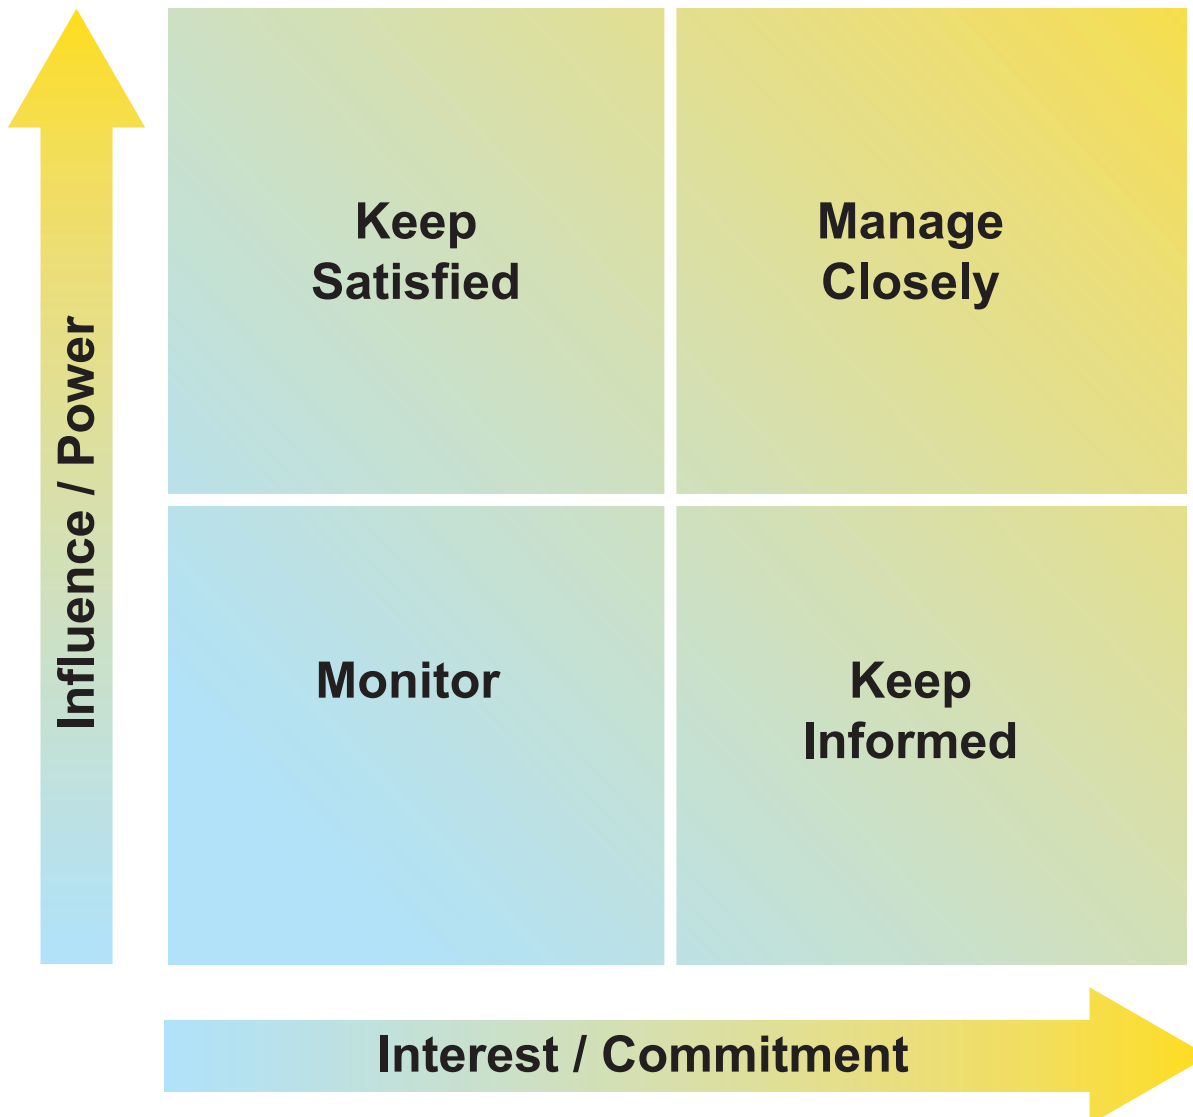 Keep
Satisfied
Manage
Closely
Influence / Power
Monitor
Keep
Informed
Interest / Commitment